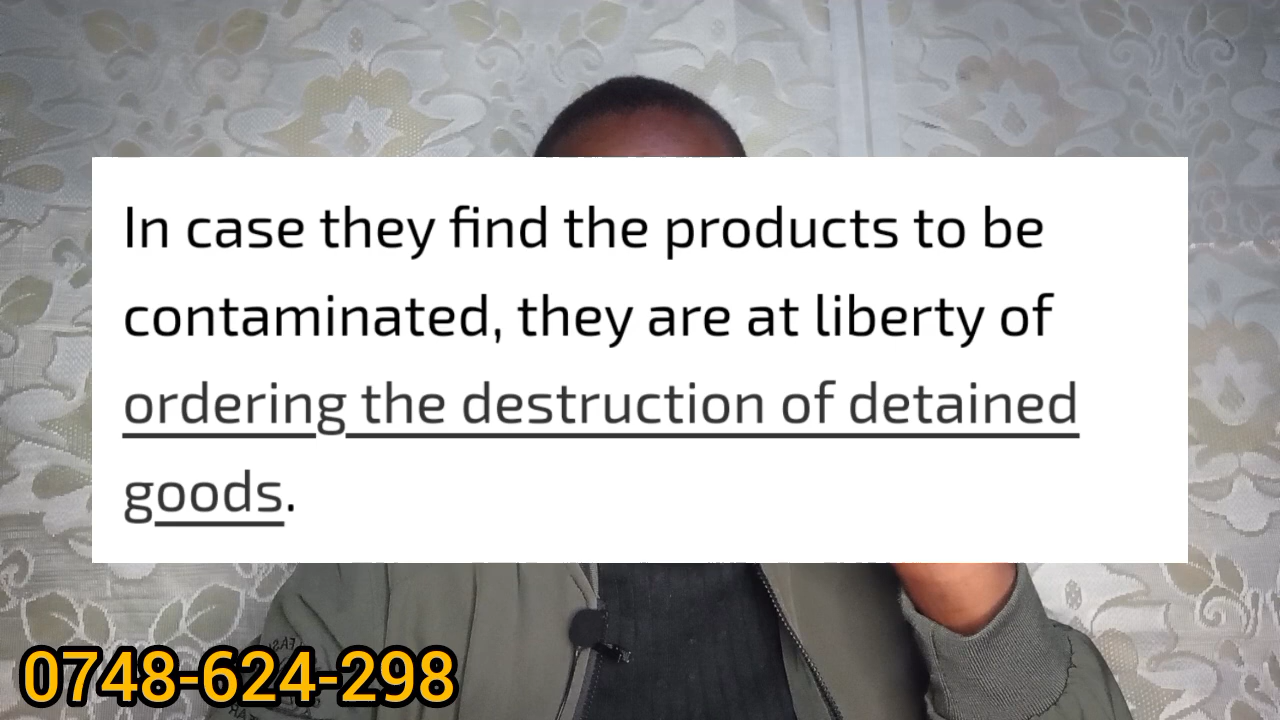 In case they find the products to be
contaminated, they are at liberty of
ordering the destruction of detained
goods.
0748-624-298